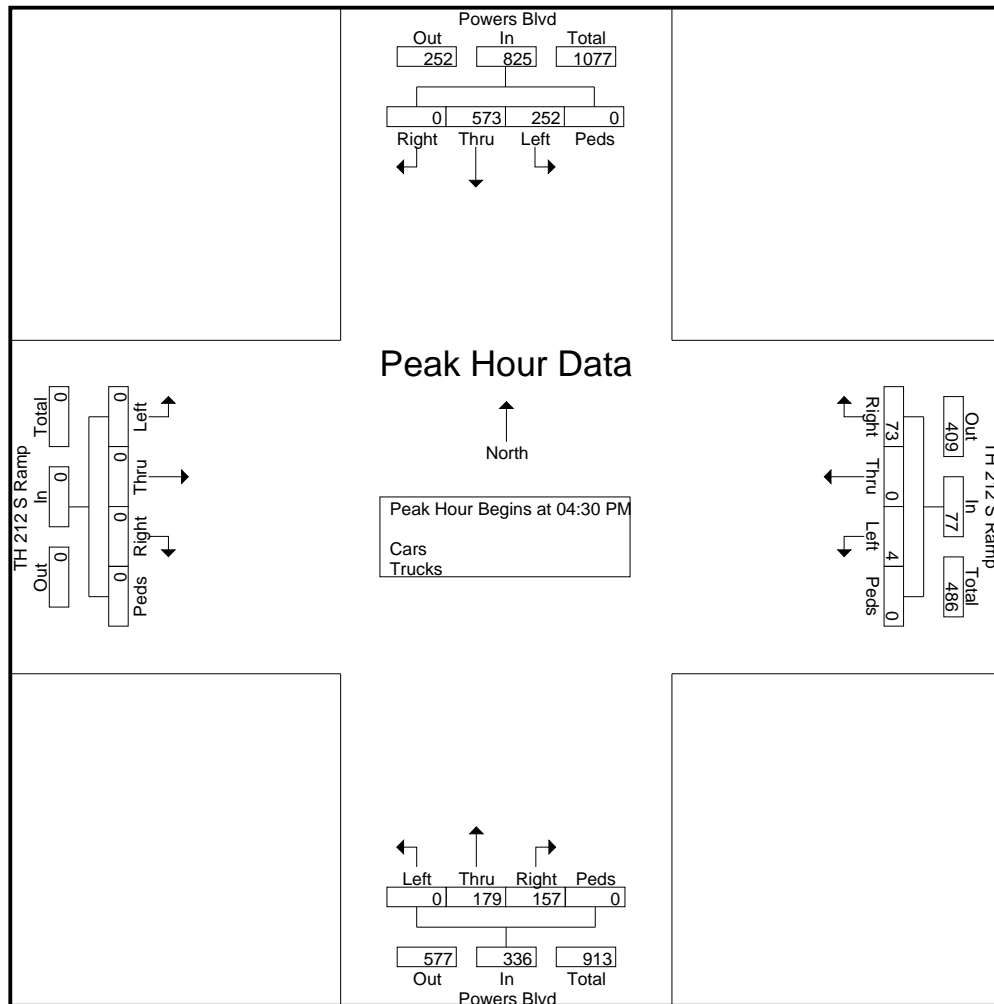 Powers Blvd
Out In Total
252 825 1077
0 573 252 0
Right Thru Left Peds
Peak Hour Data
North
Peak Hour Begins at 04:30 PM
Cars
Trucks
TH 212 S Ramp
Total In Out
0 0 0
0 0 0 0
Left Thru Right Peds
Right Thru Left Peds
73 0 4 0
409 77 486
Out In Total
TH 212 S Ramp
Left Thru Right Peds
0 179 157 0
577 336 913
Out In Total
Powers Blvd